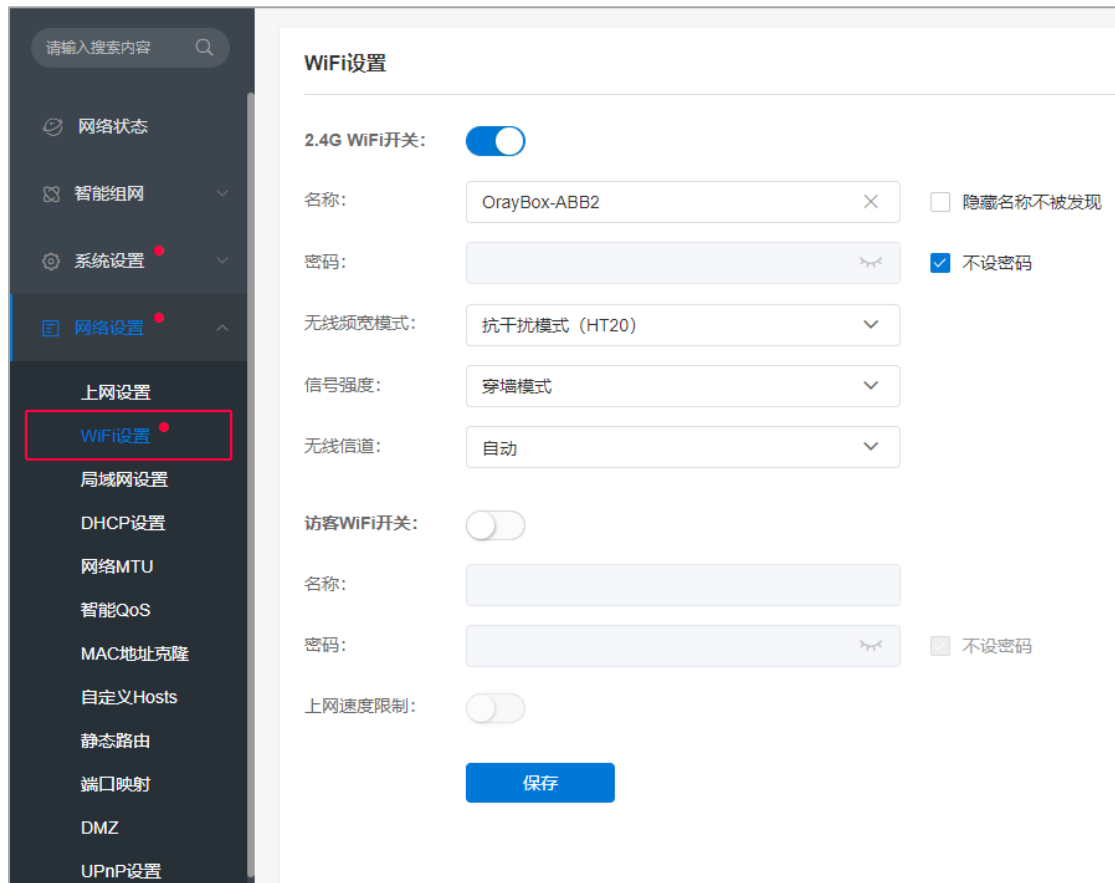 请输入搜索内容
网络状态
智能组网
系统设置
网络设置
上网设置
WiFi设置
局域网设置
DHCP设置
网络MTU
智能QoS
MAC地址克隆
自定义Hosts
静态路由
端口映射
DMZ
UPnP设置
WiFi设置
2.4G WiFi开关：
名称： OrayBox-ABB2 隐藏名称不被发现
密码： 不设密码
无线频宽模式： 抗干扰模式（HT20）
信号强度： 穿墙模式
无线信道： 自动
访客WiFi开关：
名称：
密码： 不设密码
上网速度限制：
保存